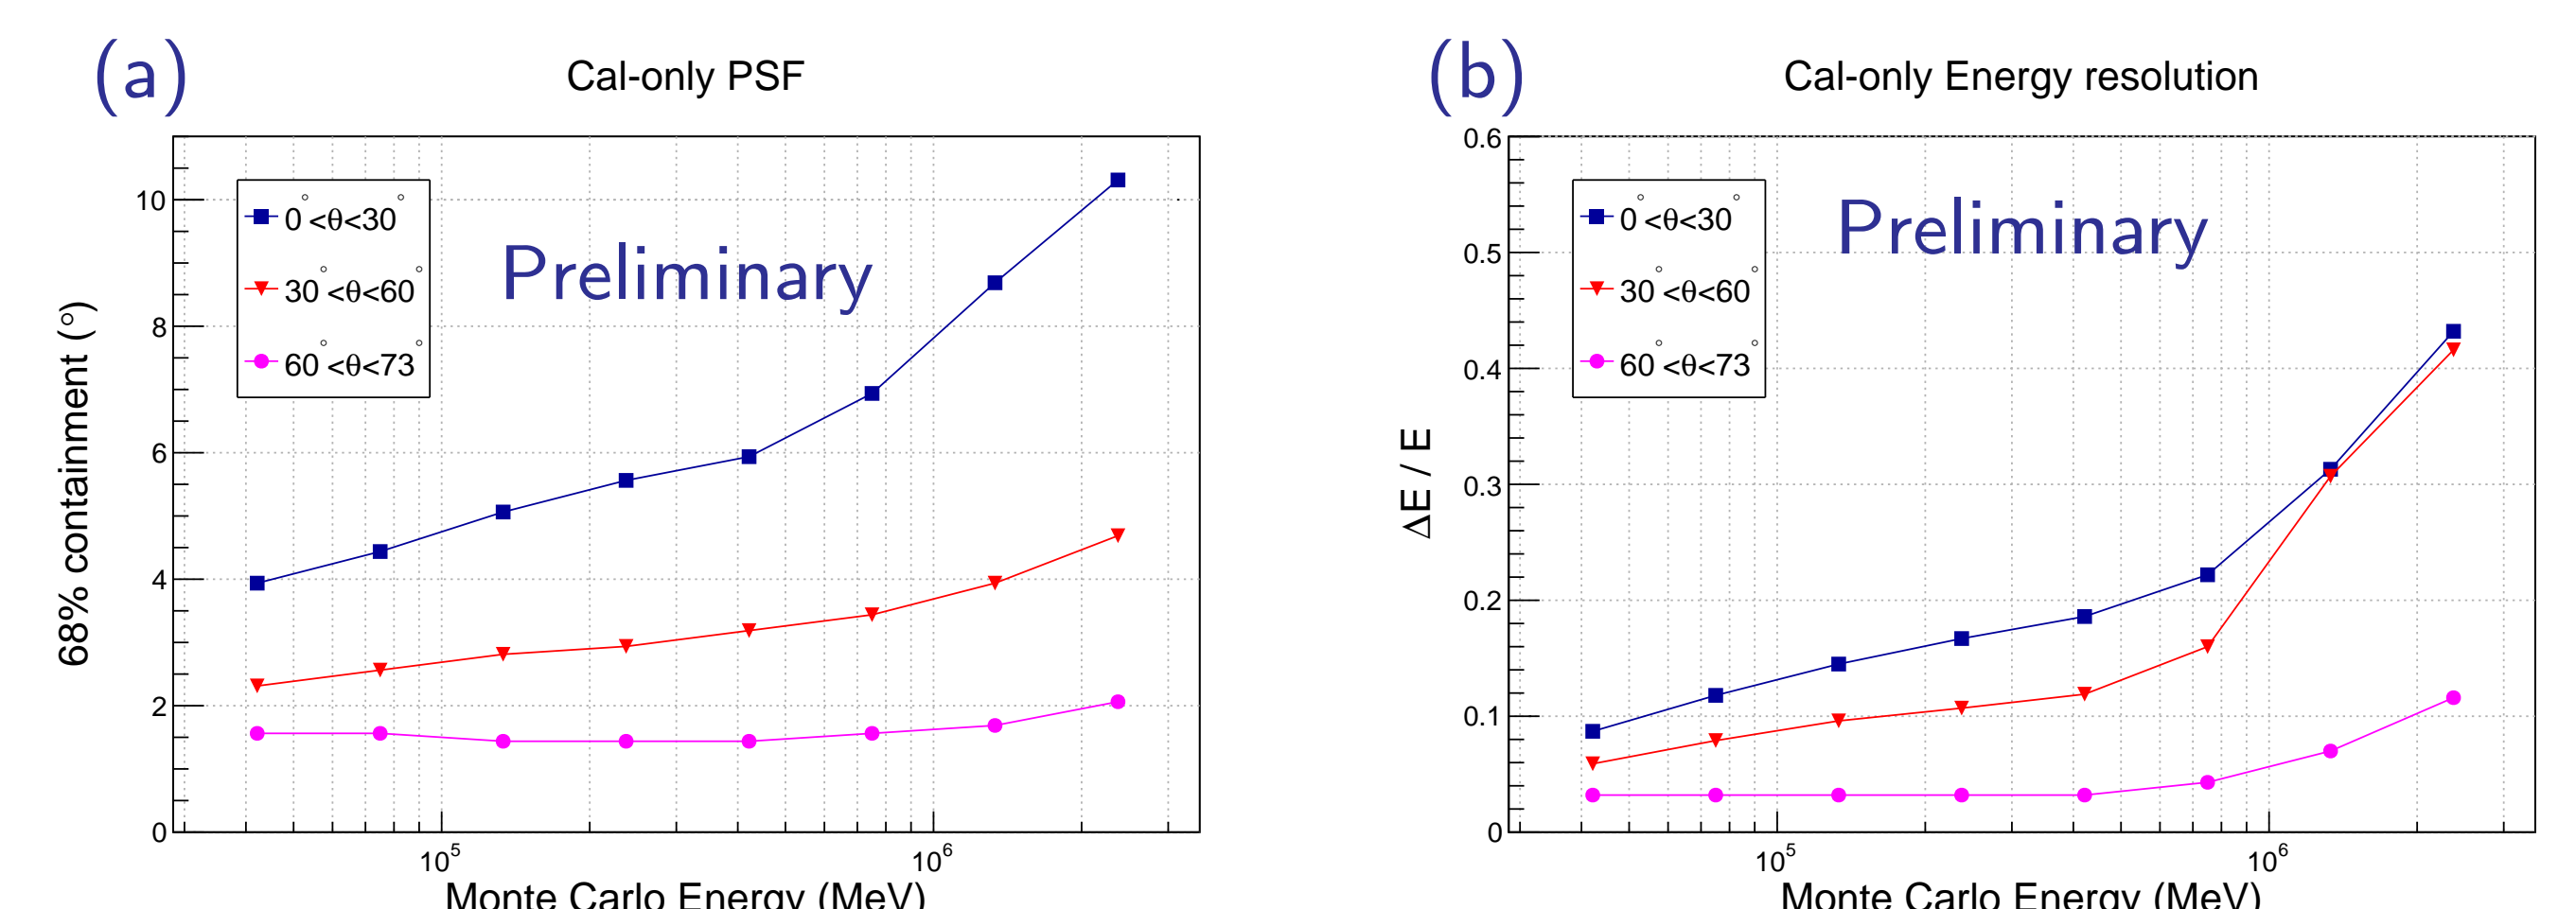 (a)
Cal-only PSF
10
8
6
4
2
0
68% containment (°)
0°<θ<30°
30°<θ<60°
60°<θ<73°
Preliminary
10^5
10^6
Monte Carlo Energy (MeV)
(b)
Cal-only Energy resolution
0.6
0.5
0.4
0.3
0.2
0.1
0
ΔE / E
0°<θ<30°
30°<θ<60°
60°<θ<73°
Preliminary
10^5
10^6
Monte Carlo Energy (MeV)